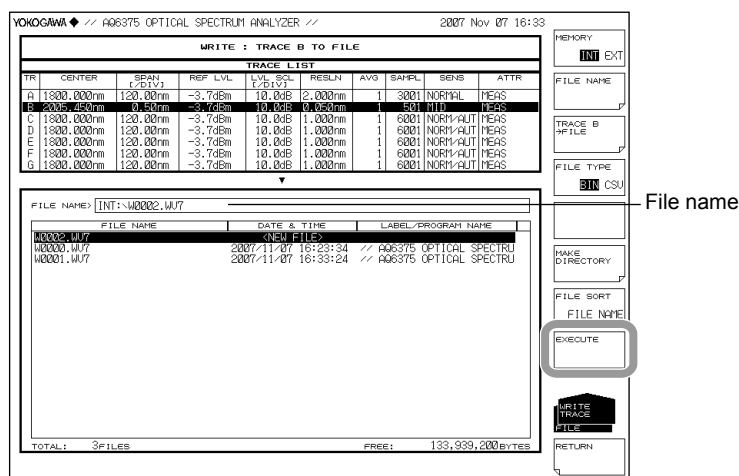 YOKOGAWA ◆ // AQ6375 OPTICAL SPECTRUM ANALYZER // 2007 Nov 07 16:33
WRITE : TRACE B TO FILE
TRACE LIST
TR CENTER SPAN [/DIV] REF LVL LVL SCL [/DIV] RESLN AVG SAMPL SENS ATTR
A 1800.000nm 120.00nm -3.7dBm 10.0dB 2.000nm 1 3001 NORMAL MEAS
B 2005.450nm 0.50nm -3.7dBm 10.0dB 0.050nm 1 501 MID MEAS
C 1800.000nm 120.00nm -3.7dBm 10.0dB 1.000nm 1 6001 NORM/AUT MEAS
D 1800.000nm 120.00nm -3.7dBm 10.0dB 1.000nm 1 6001 NORM/AUT MEAS
E 1800.000nm 120.00nm -3.7dBm 10.0dB 1.000nm 1 6001 NORM/AUT MEAS
F 1800.000nm 120.00nm -3.7dBm 10.0dB 1.000nm 1 6001 NORM/AUT MEAS
G 1800.000nm 120.00nm -3.7dBm 10.0dB 1.000nm 1 6001 NORM/AUT MEAS
▼
FILE NAME> INT:\W0002.WV7
File name
FILE NAME DATE & TIME LABEL/PROGRAM NAME
W0002.WV7 <NEW FILE>
W0000.WV7 2007/11/07 16:23:34 // AQ6375 OPTICAL SPECTRU
W0001.WV7 2007/11/07 16:33:24 // AQ6375 OPTICAL SPECTRU
TOTAL: 3FILES FREE: 133,939,200BYTES
MEMORY
INT EXT
FILE NAME
TRACE B
→FILE
FILE TYPE
BIN CSV
MAKE
DIRECTORY
FILE SORT
FILE NAME
EXECUTE
WRITE
TRACE
FILE
RETURN